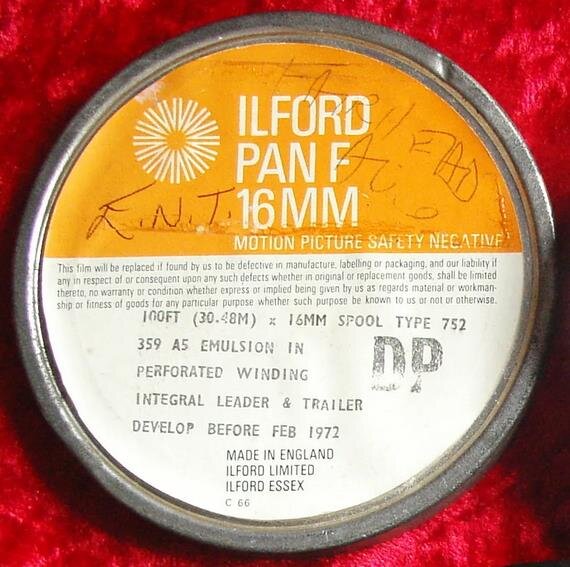 ILFORD
PAN F
16MM
E.N.T.
MOTION PICTURE SAFETY NEGATIVE
This film will be replaced if found by us to be defective in manufacture, labelling or packaging, and our liability if
any in respect of or consequent upon any such defects whether in original or replacement goods, shall be limited
thereto, no warranty or condition whether express or implied being given by us as regards material or workman-
ship or fitness of goods for any particular purpose whether such purpose be known to us or not or otherwise.
100FT (30.48M) x 16MM SPOOL TYPE 752
359 A5 EMULSION IN
DP
PERFORATED WINDING
INTEGRAL LEADER & TRAILER
DEVELOP BEFORE FEB 1972
MADE IN ENGLAND
ILFORD LIMITED
ILFORD ESSEX
C 66